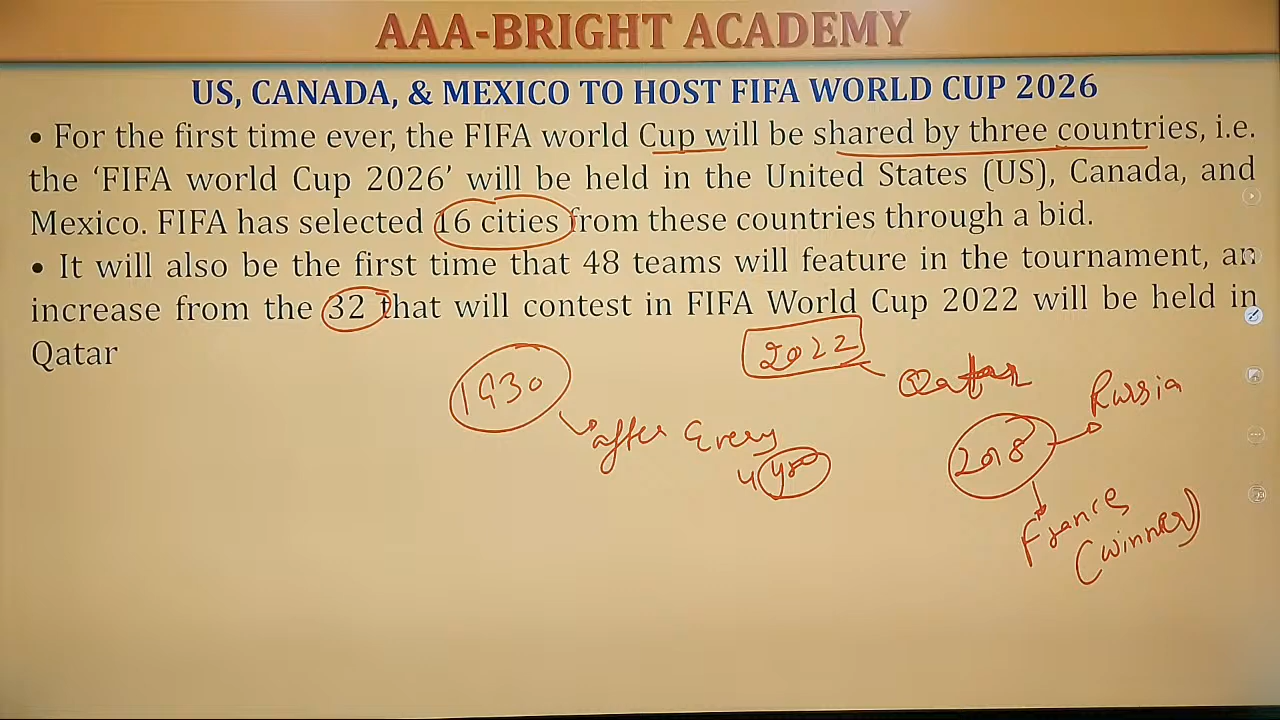 AAA-BRIGHT ACADEMY
US, CANADA, & MEXICO TO HOST FIFA WORLD CUP 2026
• For the first time ever, the FIFA world Cup will be shared by three countries, i.e.
the ‘FIFA world Cup 2026’ will be held in the United States (US), Canada, and
Mexico. FIFA has selected 16 cities from these countries through a bid.
• It will also be the first time that 48 teams will feature in the tournament, an
increase from the 32 that will contest in FIFA World Cup 2022 will be held in
Qatar
2022
Qatar
1930
after Every
4 yrs
Russia
2018
France
(winner)